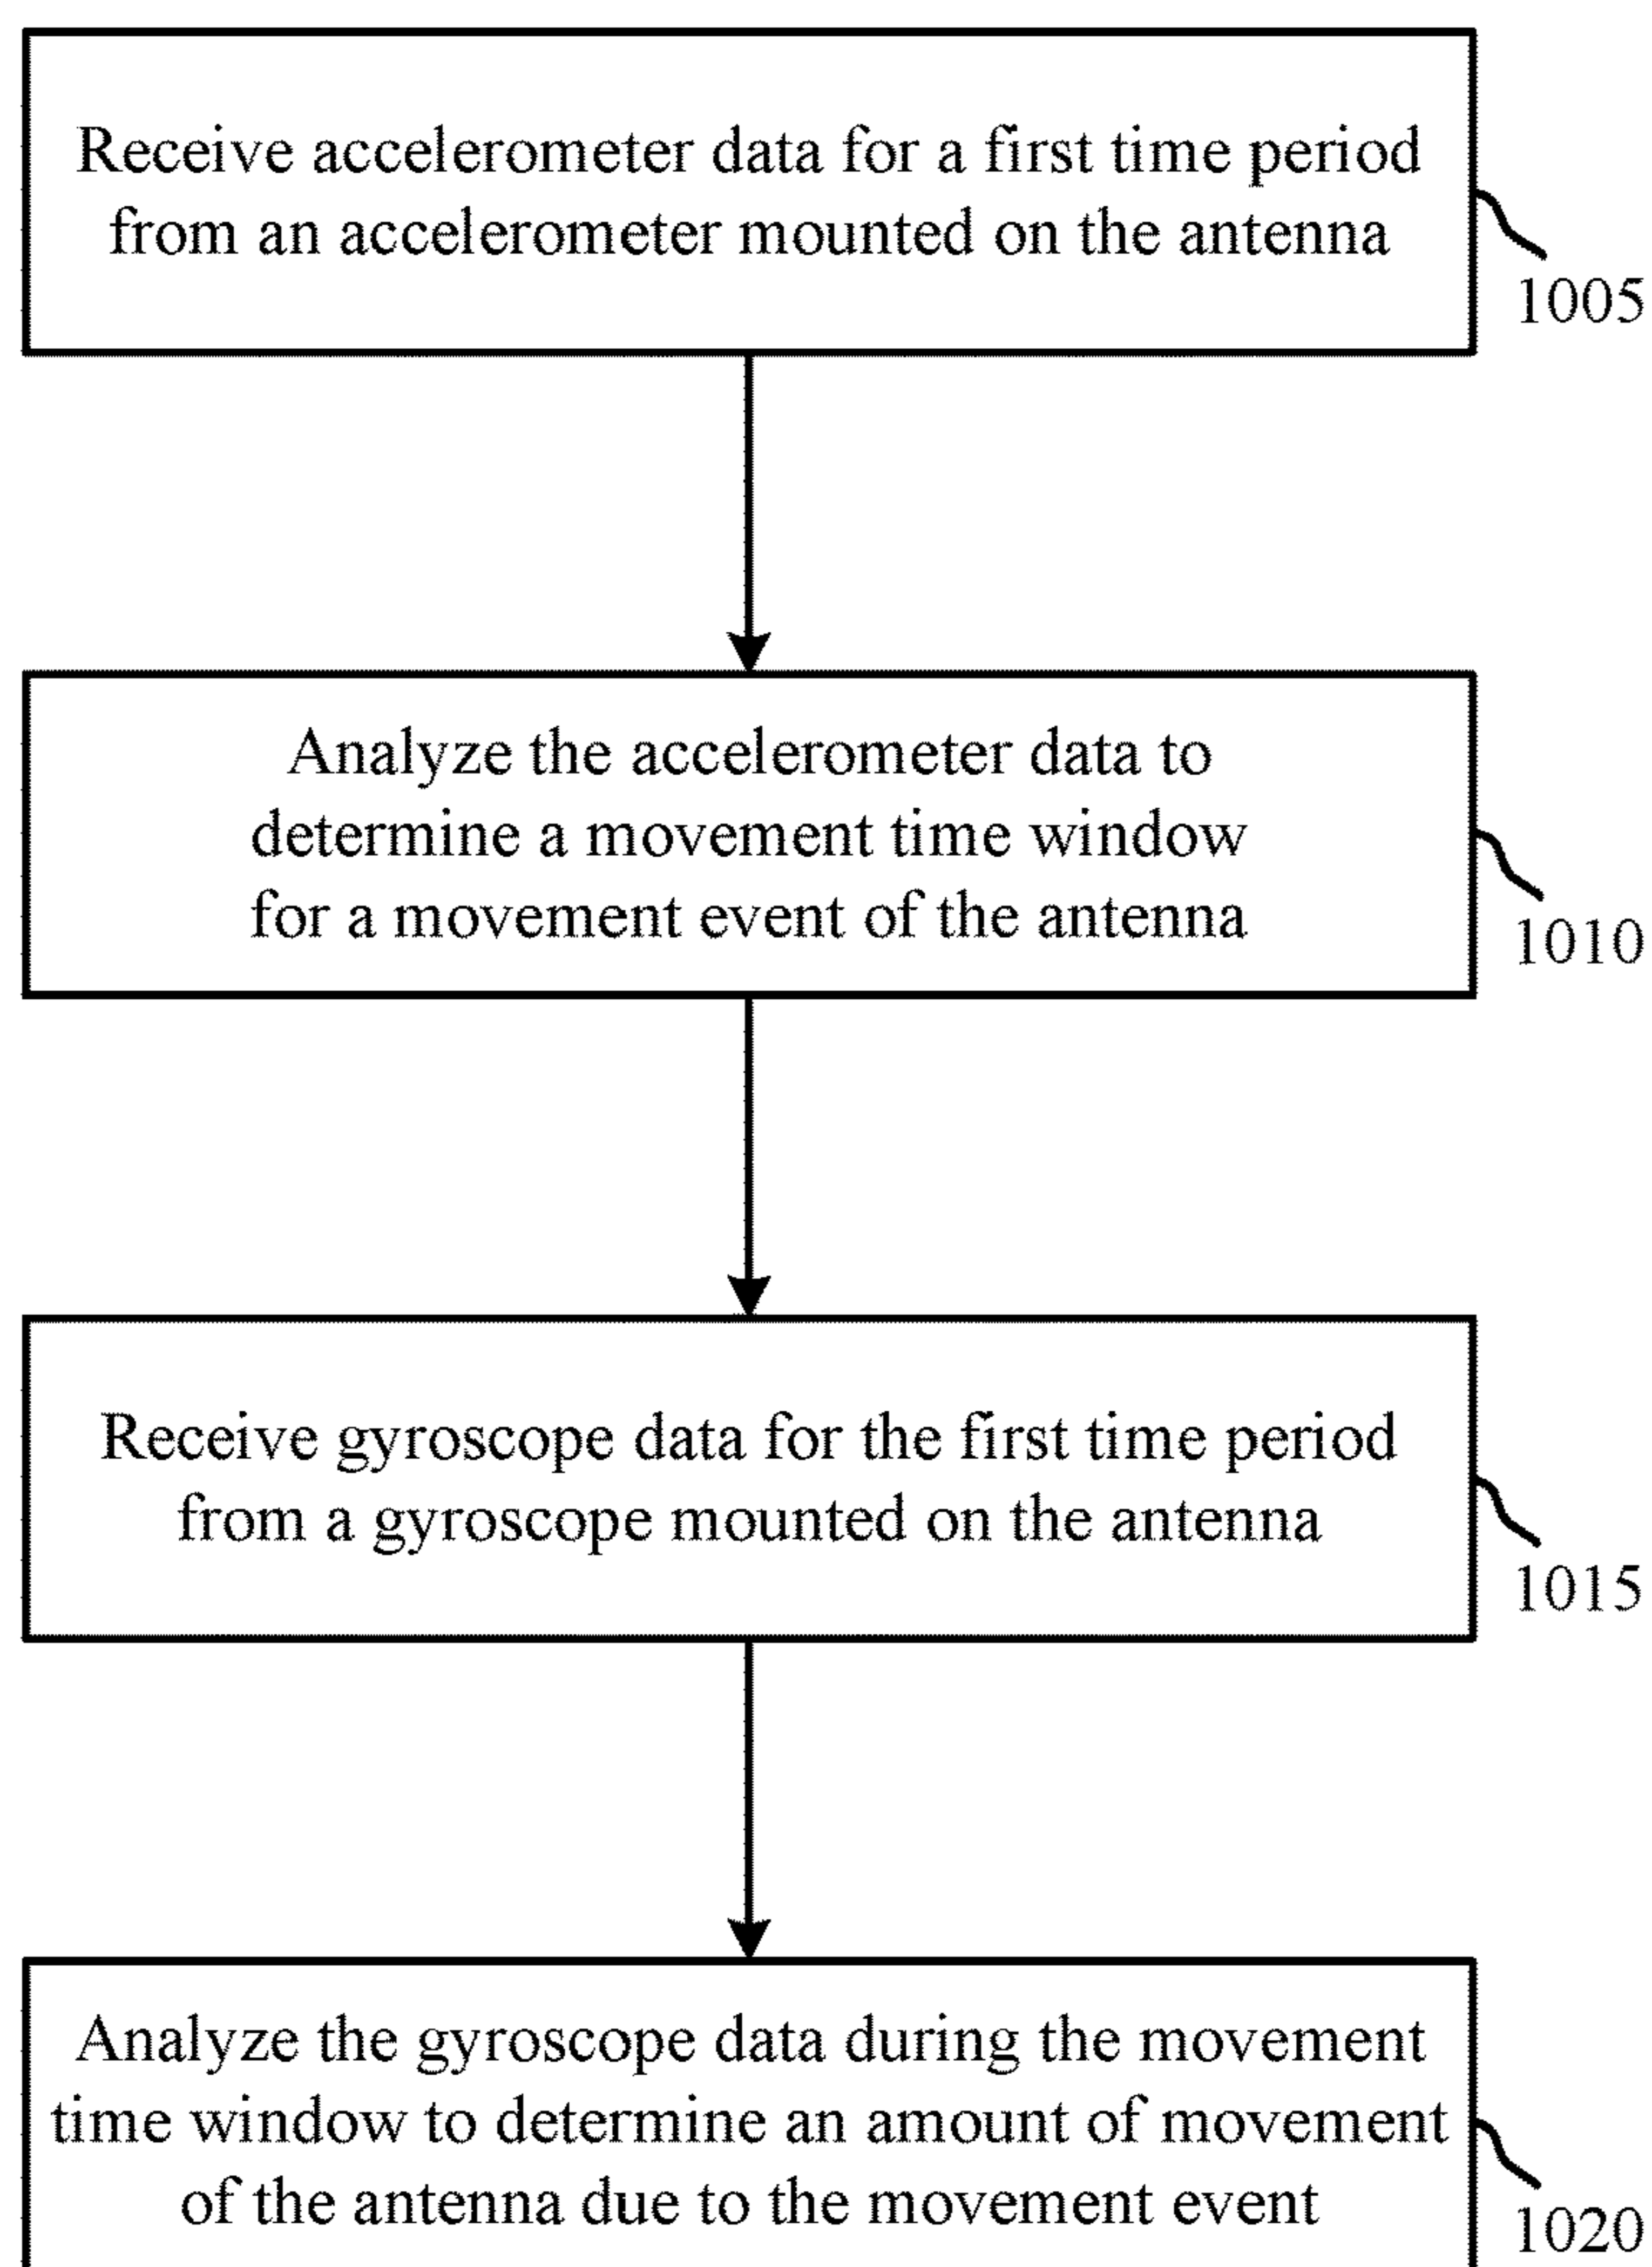 Receive accelerometer data for a first time period
from an accelerometer mounted on the antenna
1005
Analyze the accelerometer data to
determine a movement time window
for a movement event of the antenna
1010
Receive gyroscope data for the first time period
from a gyroscope mounted on the antenna
1015
Analyze the gyroscope data during the movement
time window to determine an amount of movement
of the antenna due to the movement event
1020